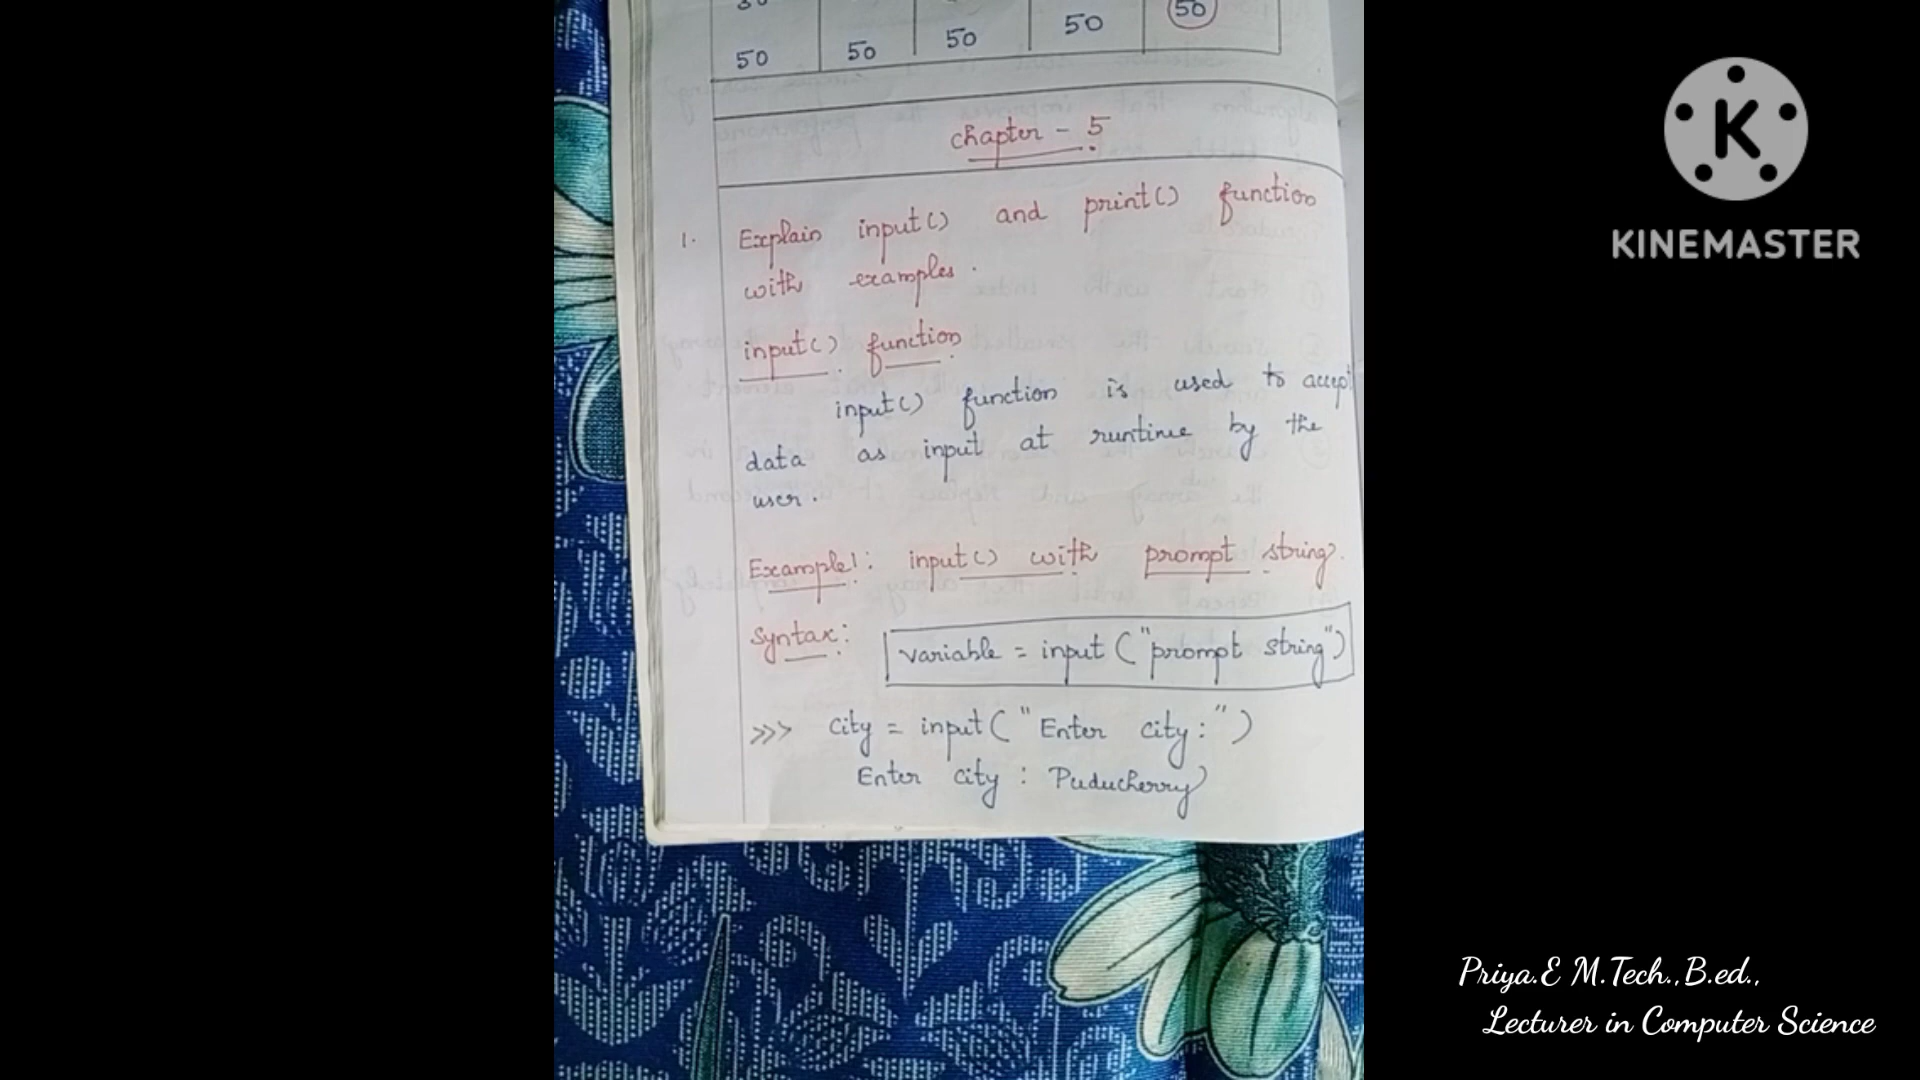 50 50 50 50 50
Chapter - 5
1. Explain input() and print() function
with examples.
input() function
input() function is used to accept
data as input at runtime by the
user.
Example 1: input() with prompt string.
Syntax:
variable = input ("prompt string")
>>> city = input ("Enter city:")
Enter city : Puducherry
K
KINEMASTER
Priya.E M.Tech.,B.ed.,
Lecturer in Computer Science